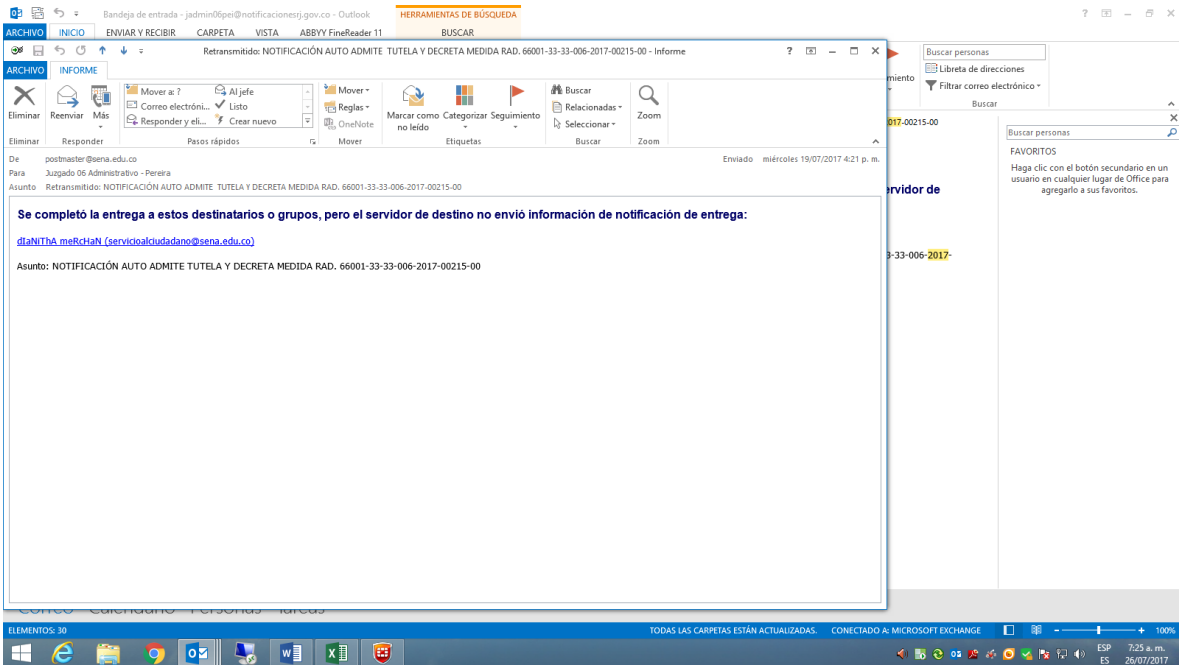 Bandeja de entrada - jadmin06pei@notificacionesrj.gov.co - Outlook
HERRAMIENTAS DE BÚSQUEDA
ARCHIVO INICIO ENVIAR Y RECIBIR CARPETA VISTA ABBYY FineReader 11 BUSCAR
Retransmitido: NOTIFICACIÓN AUTO ADMITE TUTELA Y DECRETA MEDIDA RAD. 66001-33-33-006-2017-00215-00 - Informe
ARCHIVO INFORME
Eliminar
Reenviar
Más
Mover a: ?
Al jefe
Correo electróni...
Listo
Responder y eli...
Crear nuevo
Mover
Reglas
OneNote
Marcar como no leído
Categorizar
Seguimiento
Buscar
Relacionadas
Seleccionar
Zoom
Eliminar Responder Pasos rápidos Mover Etiquetas Buscar Zoom
De postmaster@sena.edu.co
Enviado miércoles 19/07/2017 4:21 p. m.
Para Juzgado 06 Administrativo - Pereira
Asunto Retransmitido: NOTIFICACIÓN AUTO ADMITE TUTELA Y DECRETA MEDIDA RAD. 66001-33-33-006-2017-00215-00
Se completó la entrega a estos destinatarios o grupos, pero el servidor de destino no envió información de notificación de entrega:
dIaNiThA meRcHaN (servicioalciudadano@sena.edu.co)
Asunto: NOTIFICACIÓN AUTO ADMITE TUTELA Y DECRETA MEDIDA RAD. 66001-33-33-006-2017-00215-00
miento
Buscar personas
Libreta de direcciones
Filtrar correo electrónico
Buscar
017-00215-00
rvidor de
3-33-006-2017-
Buscar personas
FAVORITOS
Haga clic con el botón secundario en un
usuario en cualquier lugar de Office para
agregarlo a sus favoritos.
Correo Calendario Personas Tareas
ELEMENTOS: 30
TODAS LAS CARPETAS ESTÁN ACTUALIZADAS. CONECTADO A: MICROSOFT EXCHANGE
100%
ESP
ES
7:25 a. m.
26/07/2017